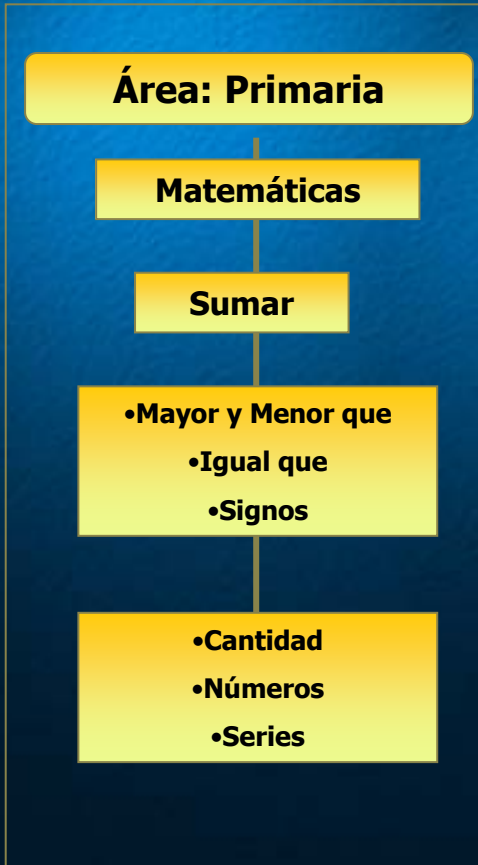 Área: Primaria
Matemáticas
Sumar
•Mayor y Menor que
•Igual que
•Signos
•Cantidad
•Números
•Series